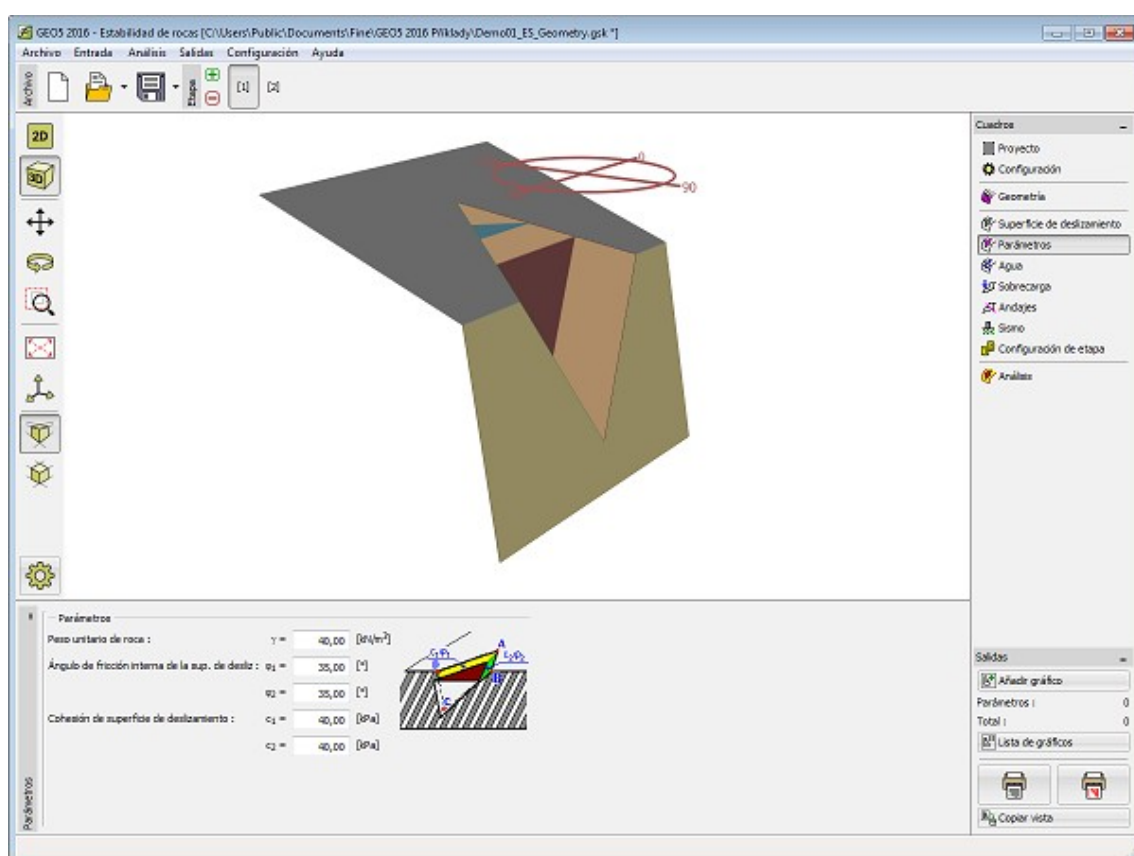 GEO5 2016 - Estabilidad de rocas [C:\Users\Public\Documents\Fine\GEO5 2016 Příklady\Demo01_ES_Geometry.gsk *]
Archivo Entrada Análisis Salidas Configuración Ayuda
Archivo
Etapa
[1] [2]
2D
3D
0
90
Cuadros
Proyecto
Configuración
Geometría
Superficie de deslizamiento
Parámetros
Agua
Sobrecarga
Andajes
Sismo
Configuración de etapa
Análisis
Parámetros
Parámetros
Peso unitario de roca : γ = 40,00 [kN/m³]
Ángulo de fricción interna de la sup. de desliz : φ₁ = 35,00 [°]
φ₂ = 35,00 [°]
Cohesión de superficie de deslizamiento : c₁ = 40,00 [kPa]
c₂ = 40,00 [kPa]
A
B
C
Salidas
Añadir gráfico
Parámetros : 0
Total : 0
Lista de gráficos
Copiar vista